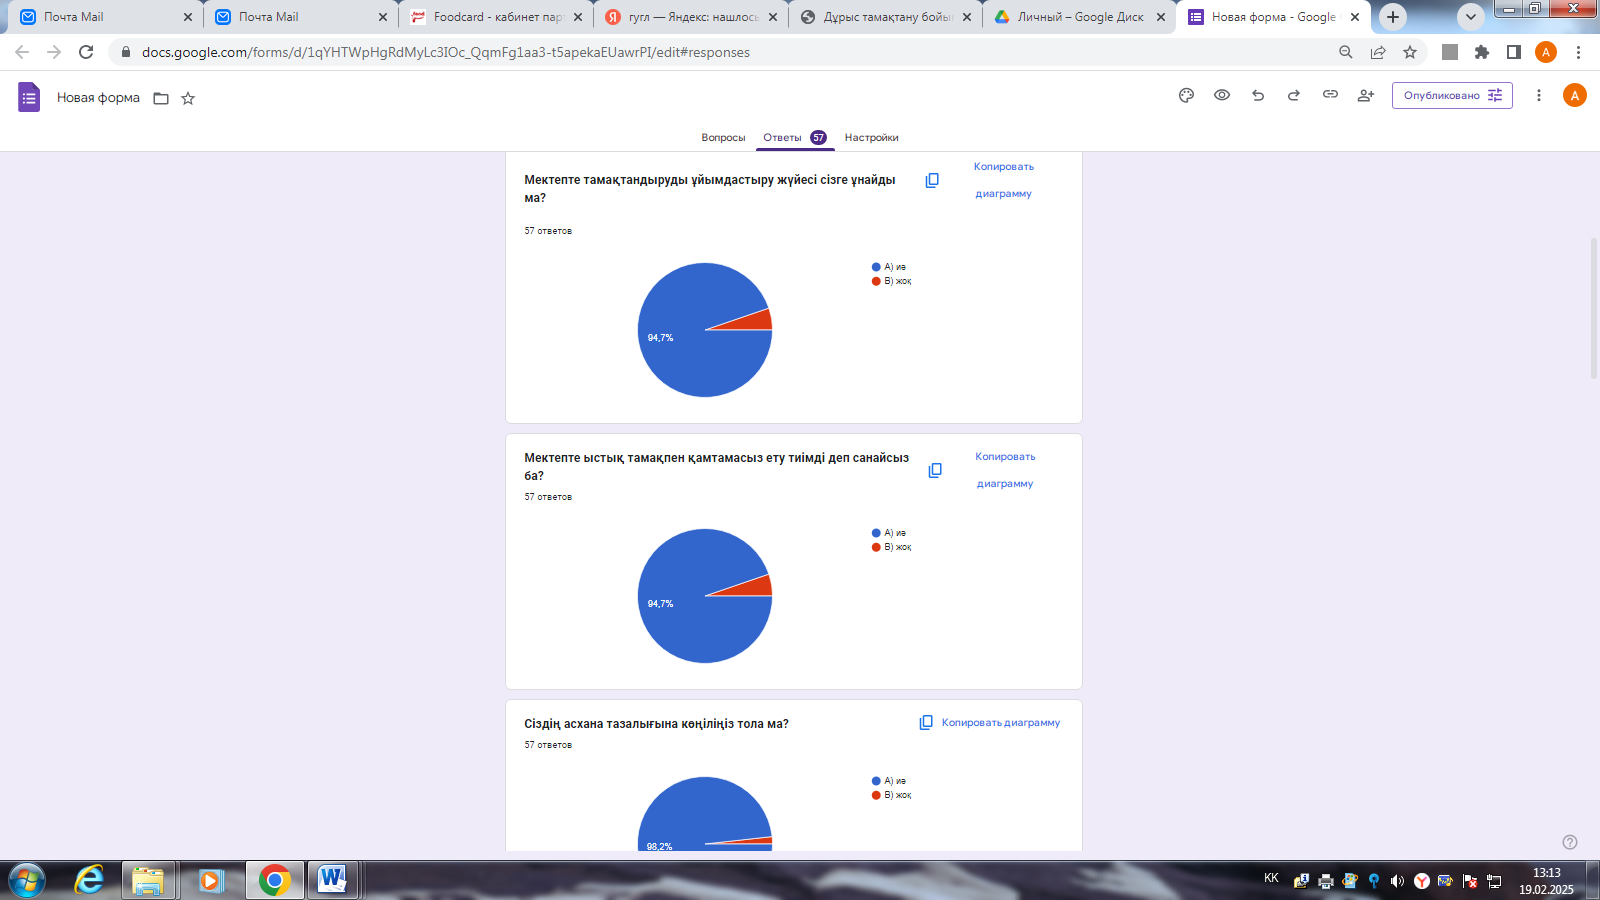 Почта Mail
Почта Mail
Foodcard - кабинет пар
гугл — Яндекс: нашлось
Дұрыс тамақтану бойы
Личный – Google Диск
Новая форма - Google
docs.google.com/forms/d/1qYHTWpHgRdMyLc3IOc_QqmFg1aa3-t5apekaEUawrPI/edit#responses
A
Новая форма
Опубликовано
A
Вопросы
Ответы 57
Настройки
Мектепте тамақтандыруды ұйымдастыру жүйесі сізге ұнайды
ма?
Копировать
диаграмму
57 ответов
A) иә
B) жоқ
94,7%
Мектепте ыстық тамақпен қамтамасыз ету тиімді деп санайсыз
ба?
Копировать
диаграмму
57 ответов
A) иә
B) жоқ
94,7%
Сіздің асхана тазалығына көңіліңіз тола ма?
Копировать диаграмму
57 ответов
A) иә
B) жоқ
98,2%
KK
13:13
19.02.2025